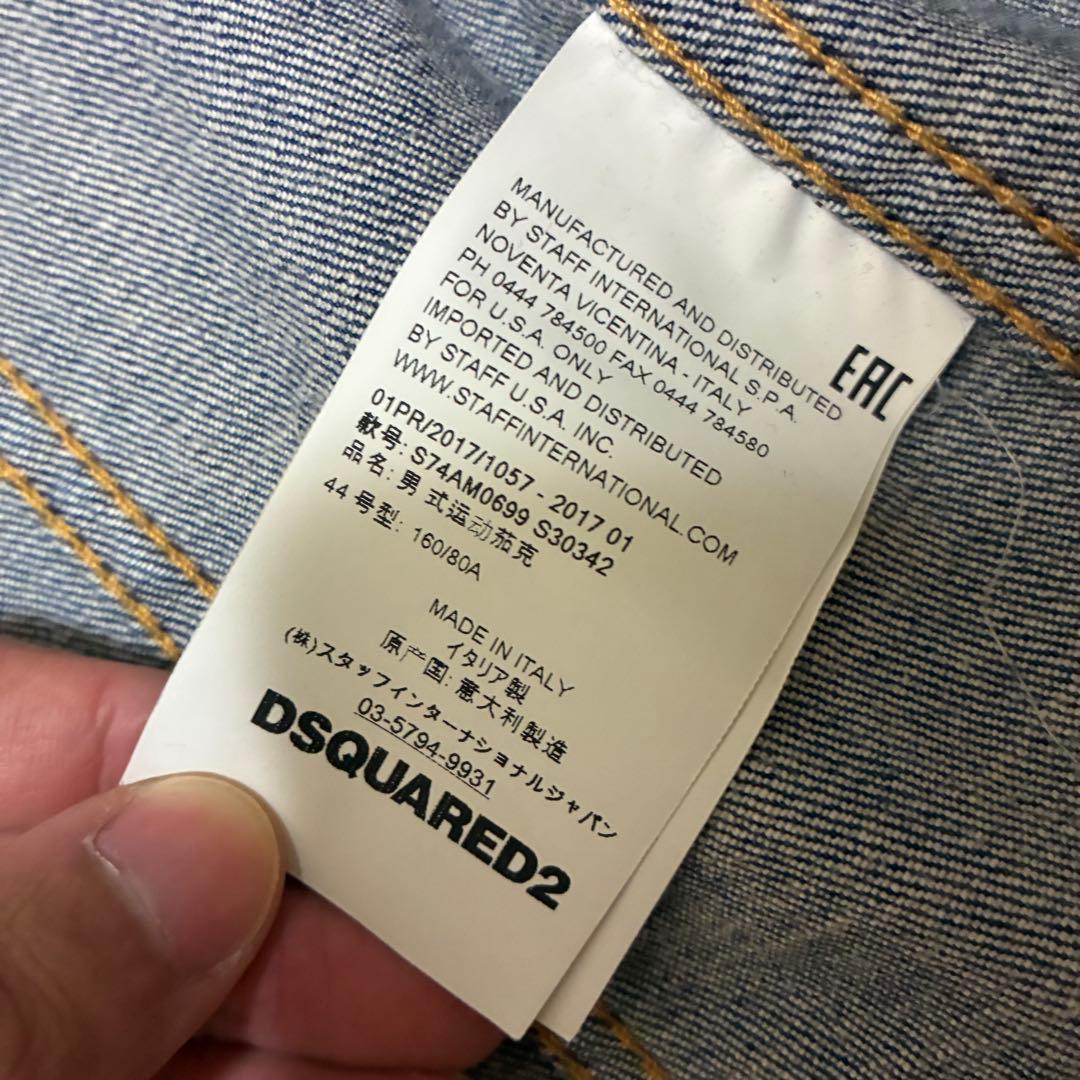 MANUFACTURED AND DISTRIBUTED
BY STAFF INTERNATIONAL S.P.A.
NOVENTA VICENTINA - ITALY
PH 0444 784500 FAX 0444 784580
FOR U.S.A. ONLY
IMPORTED AND DISTRIBUTED
BY STAFF U.S.A. INC.
WWW.STAFFINTERNATIONAL.COM
EAC
01PR/2017/1057 - 2017 01
款号: S74AM0699 S30342
品名: 男式运动茄克
44 号型: 160/80A
MADE IN ITALY
イタリア製
原产国: 意大利製造
(株)スタッフインターナショナルジャパン
03-5794-9931
DSQUARED2